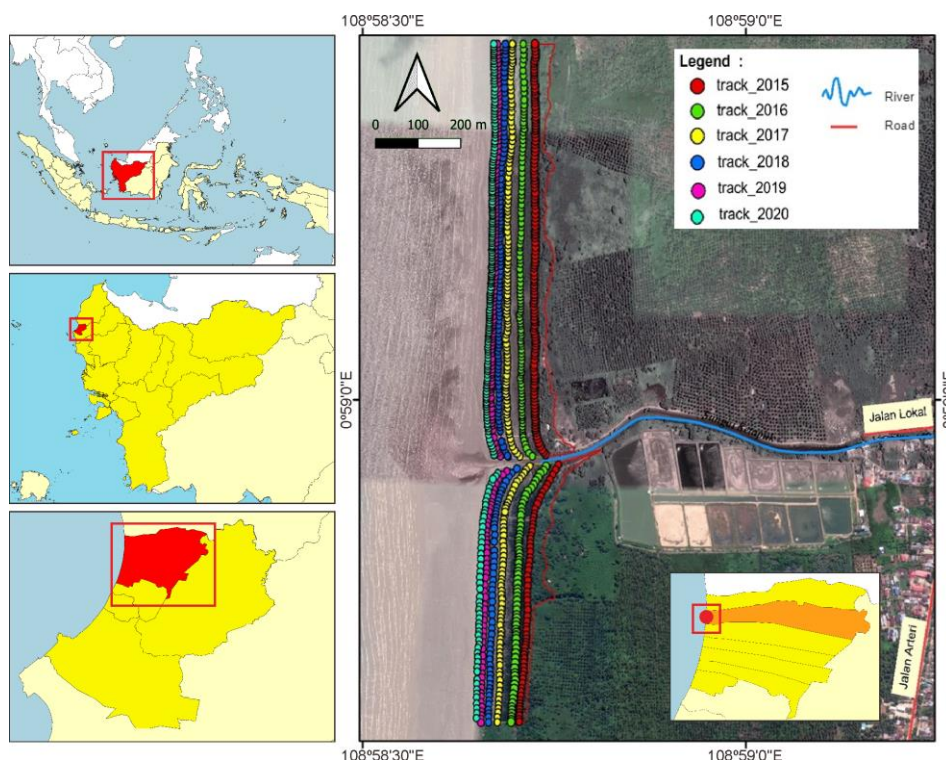 108°58'30"E
108°59'0"E
Legend :
track_2015
track_2016
track_2017
track_2018
track_2019
track_2020
River
Road
0 100 200 m
0°59'0"E
Jalan Lokal
Jalan Arteri
108°58'30"E
108°59'0"E